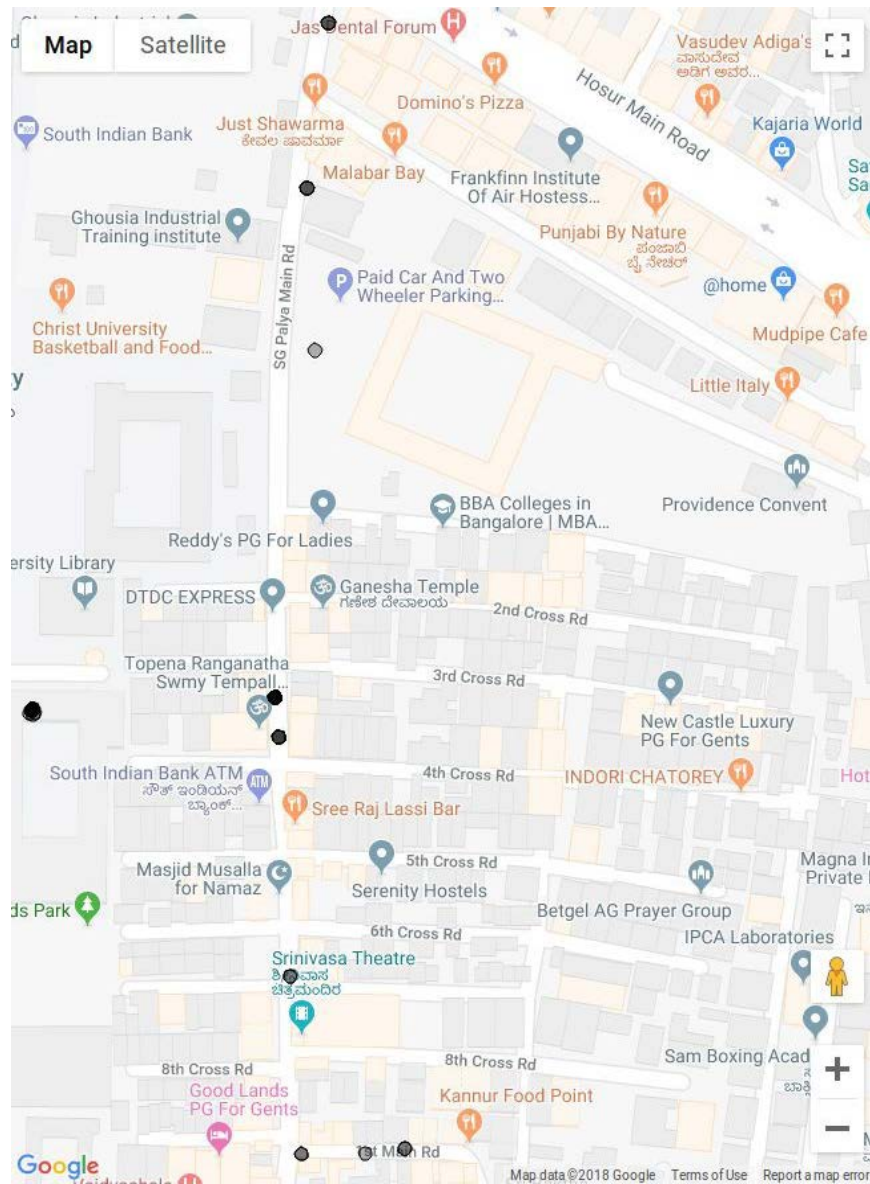 Map
Satellite
Jas Dental Forum
Vasudev Adiga's
ವಾಸುದೇವ
ಅಡಿಗ ಅವರ...
Domino's Pizza
Hosur Main Road
South Indian Bank
Just Shawarma
ಕೇವಲ ಷಾವರ್ಮಾ
Kajaria World
Malabar Bay
Frankfinn Institute
Of Air Hostess...
Ghousia Industrial
Training institute
Punjabi By Nature
ಪಂಜಾಬಿ
ಬೈ ನೇಚರ್
SG Palya Main Rd
Paid Car And Two
Wheeler Parking...
@home
Christ University
Basketball and Food...
Mudpipe Cafe
Little Italy
BBA Colleges in
Bangalore | MBA...
Providence Convent
Reddy's PG For Ladies
ersity Library
DTDC EXPRESS
Ganesha Temple
ಗಣೇಶ ದೇವಾಲಯ
2nd Cross Rd
Topena Ranganatha
Swmy Tempall...
3rd Cross Rd
New Castle Luxury
PG For Gents
South Indian Bank ATM
ಸೌತ್ ಇಂಡಿಯನ್
ಬ್ಯಾಂಕ್...
ATM
4th Cross Rd
INDORI CHATOREY
Hot
Sree Raj Lassi Bar
5th Cross Rd
Masjid Musalla
for Namaz
Serenity Hostels
Magna In
Private
ds Park
Betgel AG Prayer Group
6th Cross Rd
IPCA Laboratories
Srinivasa Theatre
ಚಿತ್ರಮಂದಿರ
8th Cross Rd
8th Cross Rd
Sam Boxing Acad
Good Lands
PG For Gents
Kannur Food Point
1st Main Rd
Google
Map data ©2018 Google
Terms of Use
Report a map error